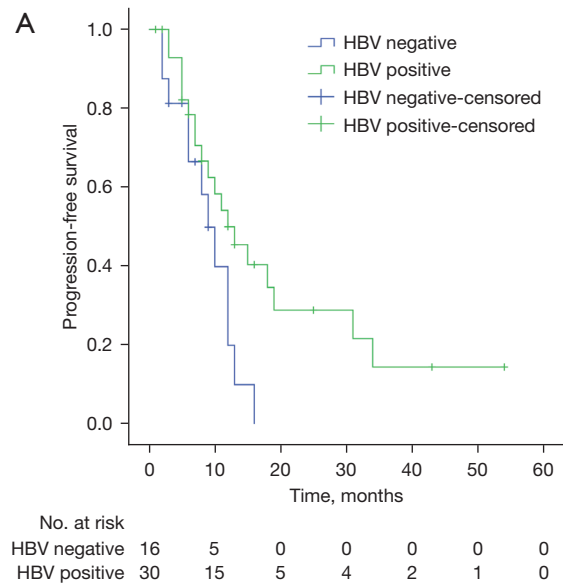 A
HBV negative
HBV positive
HBV negative-censored
HBV positive-censored
Progression-free survival
1.0
0.8
0.6
0.4
0.2
0.0
0 10 20 30 40 50 60
Time, months
No. at risk
HBV negative 16 5 0 0 0 0 0
HBV positive 30 15 5 4 2 1 0